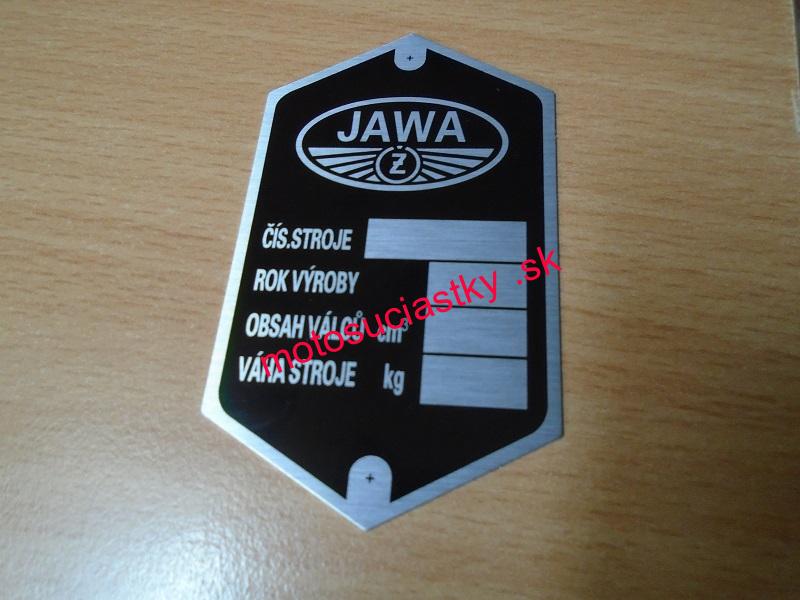 JAWA
Ż
ČÍS.STROJE
ROK VÝROBY
OBSAH VÁLCŮ cm³
VÁHA STROJE kg
motosuciastky .sk